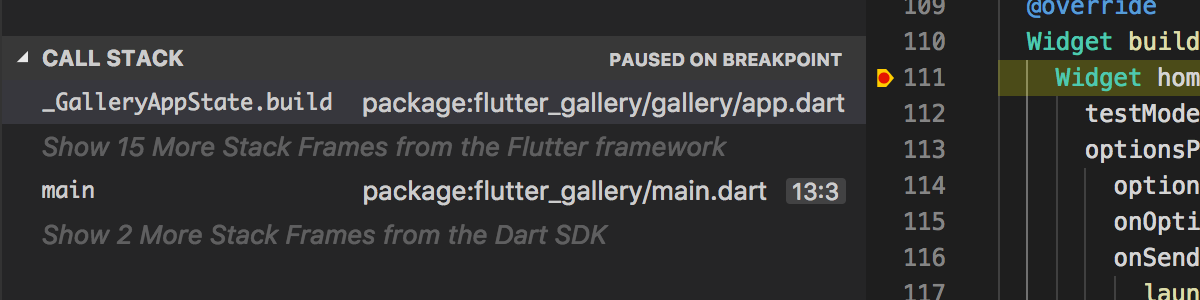 CALL STACK PAUSED ON BREAKPOINT
_GalleryAppState.build package:flutter_gallery/gallery/app.dart
Show 15 More Stack Frames from the Flutter framework
main package:flutter_gallery/main.dart 13:3
Show 2 More Stack Frames from the Dart SDK
109 @override
110 Widget build
111 Widget hom
112 testMode
113 optionsP
114 option
115 onOpti
116 onSend
117 laun